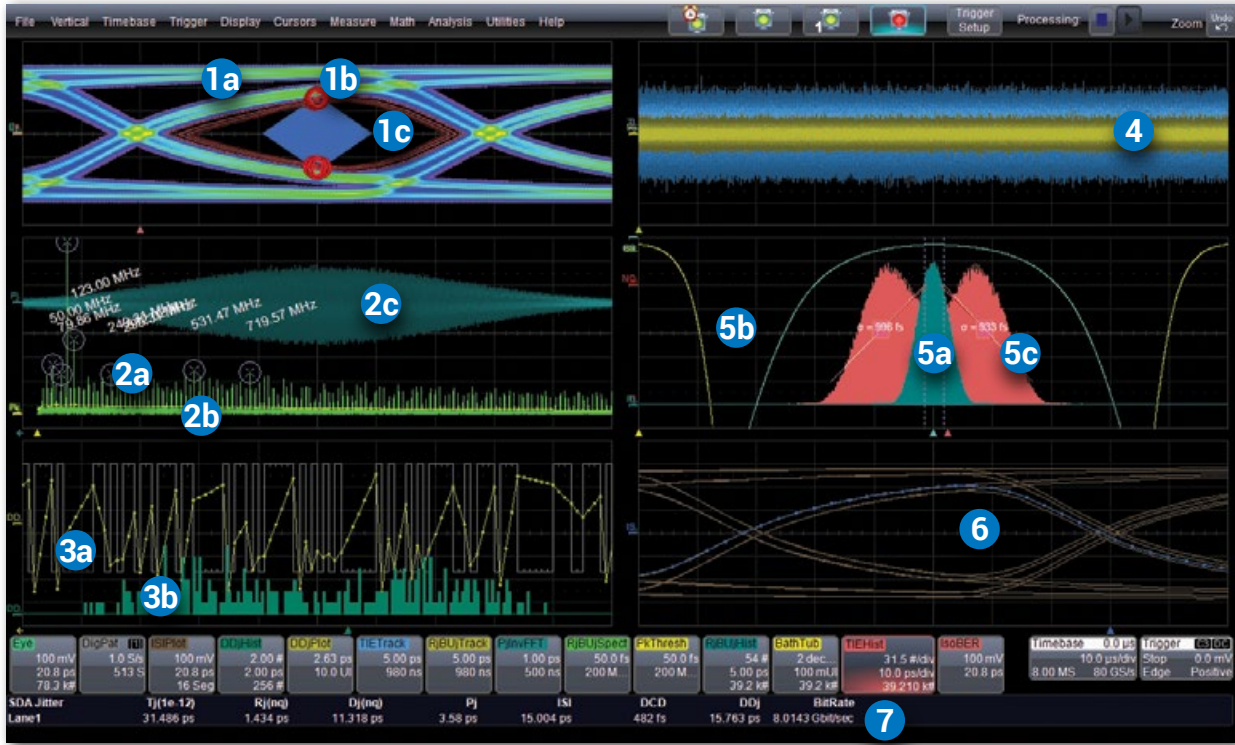 File Vertical Timebase Trigger Display Cursors Measure Math Analysis Utilities Help
1
Trigger Setup
Processing:
Zoom
Undo
1a
1b
1c
4
123.00 MHz
50.00 MHz
79.86 MHz
531.47 MHz
719.57 MHz
2c
2a
2b
5b
σ = 998 fs
5a
σ = 933 fs
5c
3a
3b
6
Eye DigPat ISIPlot DDjHist DDjPlot TIETrack RjBUjTrack PjInvFFT RjBUjSpect PkThresh RjBUjHist BathTub TIEHist IsoBER Timebase 0.0 µs Trigger C3 DC
100 mV 1.0 S/s 100 mV 2.00 # 2.63 ps 5.00 ps 5.00 ps 1.00 ps 50.0 fs 50.0 fs 54 # 2 dec... 31.5 #/div 100 mV 10.0 µs/div Stop 0.0 mV
20.8 ps 513 S 20.8 ps 2.00 ps 10.0 UI 980 ns 980 ns 500 ns 200 M... 200 M... 5.00 ps 100 mUI 10.0 ps/div 20.8 ps 8.00 MS 80 GS/s Edge Positive
78.3 k# 16 Seg 256 # 39.2 k# 39.2 k# 39.210 k#
SDA Jitter Tj(1e-12) Rj(nq) Dj(nq) Pj ISI DCD DDj BitRate
Lane1 31.486 ps 1.434 ps 11.318 ps 3.58 ps 15.004 ps 482 fs 15.763 ps 8.0143 Gbit/sec
7